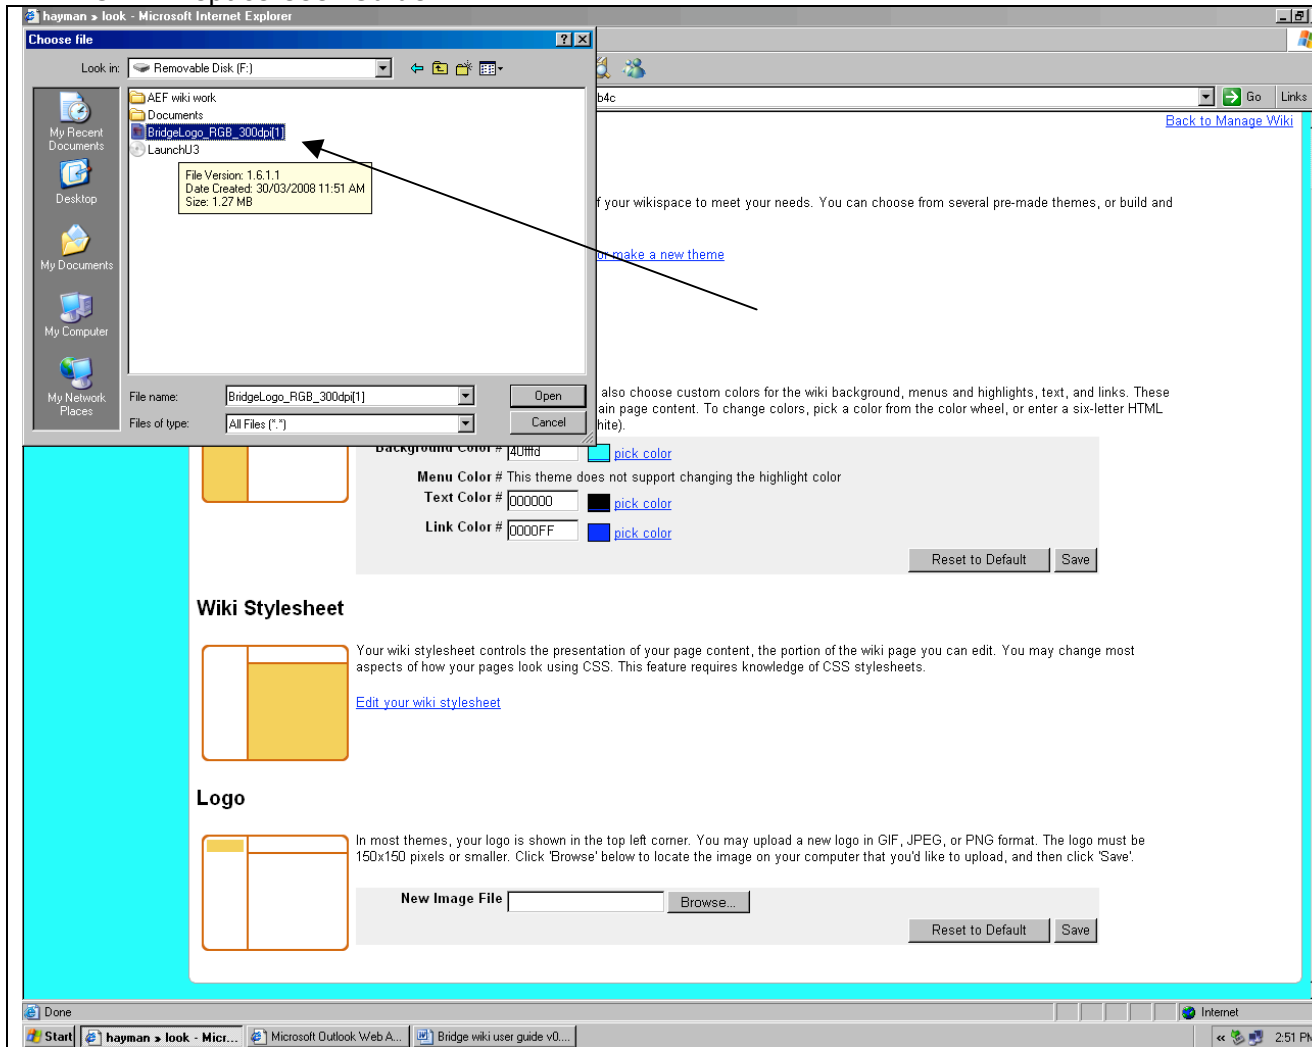 hayman » look - Microsoft Internet Explorer
Choose file
Look in:
Removable Disk (F:)
My Recent Documents
Desktop
My Documents
My Computer
My Network Places
AEF wiki work
Documents
BridgeLogo_RGB_300dpi[1]
LaunchU3
File Version: 1.6.1.1
Date Created: 30/03/2008 11:51 AM
Size: 1.27 MB
File name:
BridgeLogo_RGB_300dpi[1]
Open
Files of type:
All Files (*.*)
Cancel
b4c
Go
Links
Back to Manage Wiki
f your wikispace to meet your needs. You can choose from several pre-made themes, or build and
or make a new theme
also choose custom colors for the wiki background, menus and highlights, text, and links. These
ain page content. To change colors, pick a color from the color wheel, or enter a six-letter HTML
hite).
Background Color # 40fffd pick color
Menu Color # This theme does not support changing the highlight color
Text Color # 000000 pick color
Link Color # 0000FF pick color
Reset to Default Save
Wiki Stylesheet
Your wiki stylesheet controls the presentation of your page content, the portion of the wiki page you can edit. You may change most
aspects of how your pages look using CSS. This feature requires knowledge of CSS stylesheets.
Edit your wiki stylesheet
Logo
In most themes, your logo is shown in the top left corner. You may upload a new logo in GIF, JPEG, or PNG format. The logo must be
150x150 pixels or smaller. Click 'Browse' below to locate the image on your computer that you'd like to upload, and then click 'Save'.
New Image File Browse...
Reset to Default Save
Done
Internet
Start hayman » look - Micr... Microsoft Outlook Web A... Bridge wiki user guide v0.... « 2:51 PM